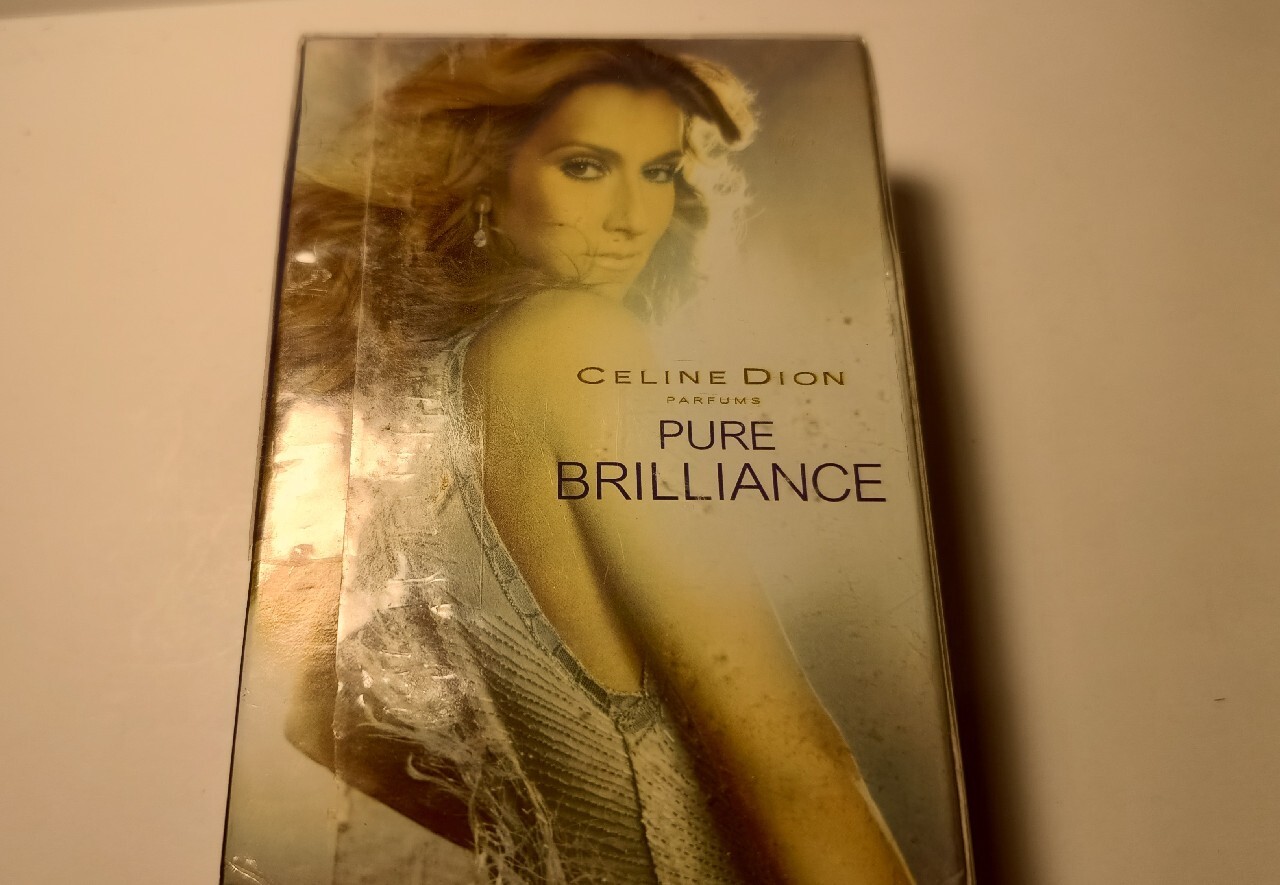 CELINE DION
PARFUMS
PURE
BRILLIANCE